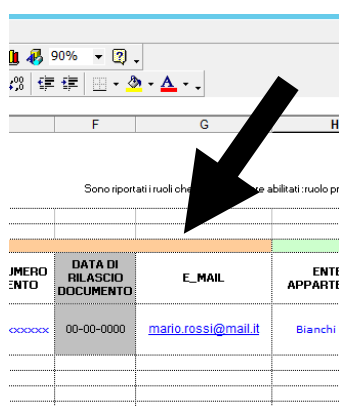 90%
F G H
Sono riportati i ruoli che abilitati :ruolo pr
UMERO
ENTO
DATA DI
RILASCIO
DOCUMENTO
E_MAIL
ENTE
APPARTE
xxxxxxx 00-00-0000 mario.rossi@mail.it Bianchi